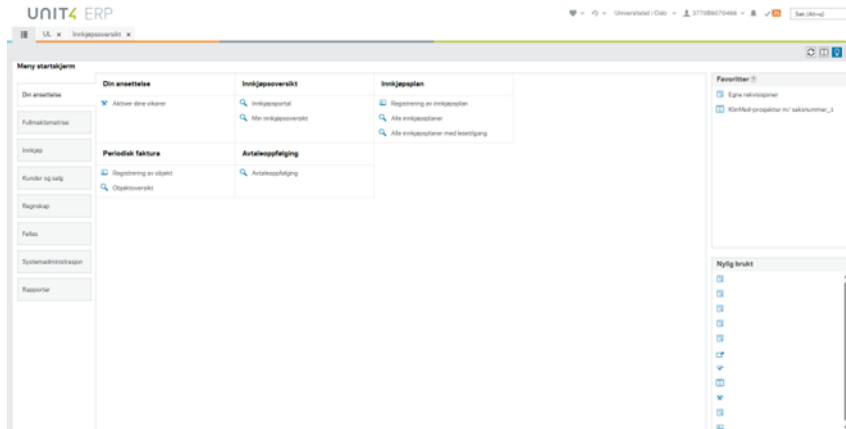 UNIT4 ERP
Universitetet i Oslo
25
Søk (Alt+q)
UL x Innkjøpsoversikt x
Meny startskjerm
Din ansettelse
Fullmaktsmatrise
Innkjøp
Kunder og salg
Regnskap
Felles
Systemadministrasjon
Rapporter
Din ansettelse
Aktiver dine vikarer
Innkjøpsoversikt
Innkjøpsportal
Min innkjøpsoversikt
Innkjøpsplan
Registrering av innkjøpsplan
Alle innkjøpsplaner
Alle innkjøpsplaner med lesetilgang
Periodisk faktura
Registrering av objekt
Objektoversikt
Avtaleoppfølging
Avtaleoppfølging
Favoritter
Egne rekvisisjoner
KlinMed-prosjekter m/ saksnummer_1
Nylig brukt